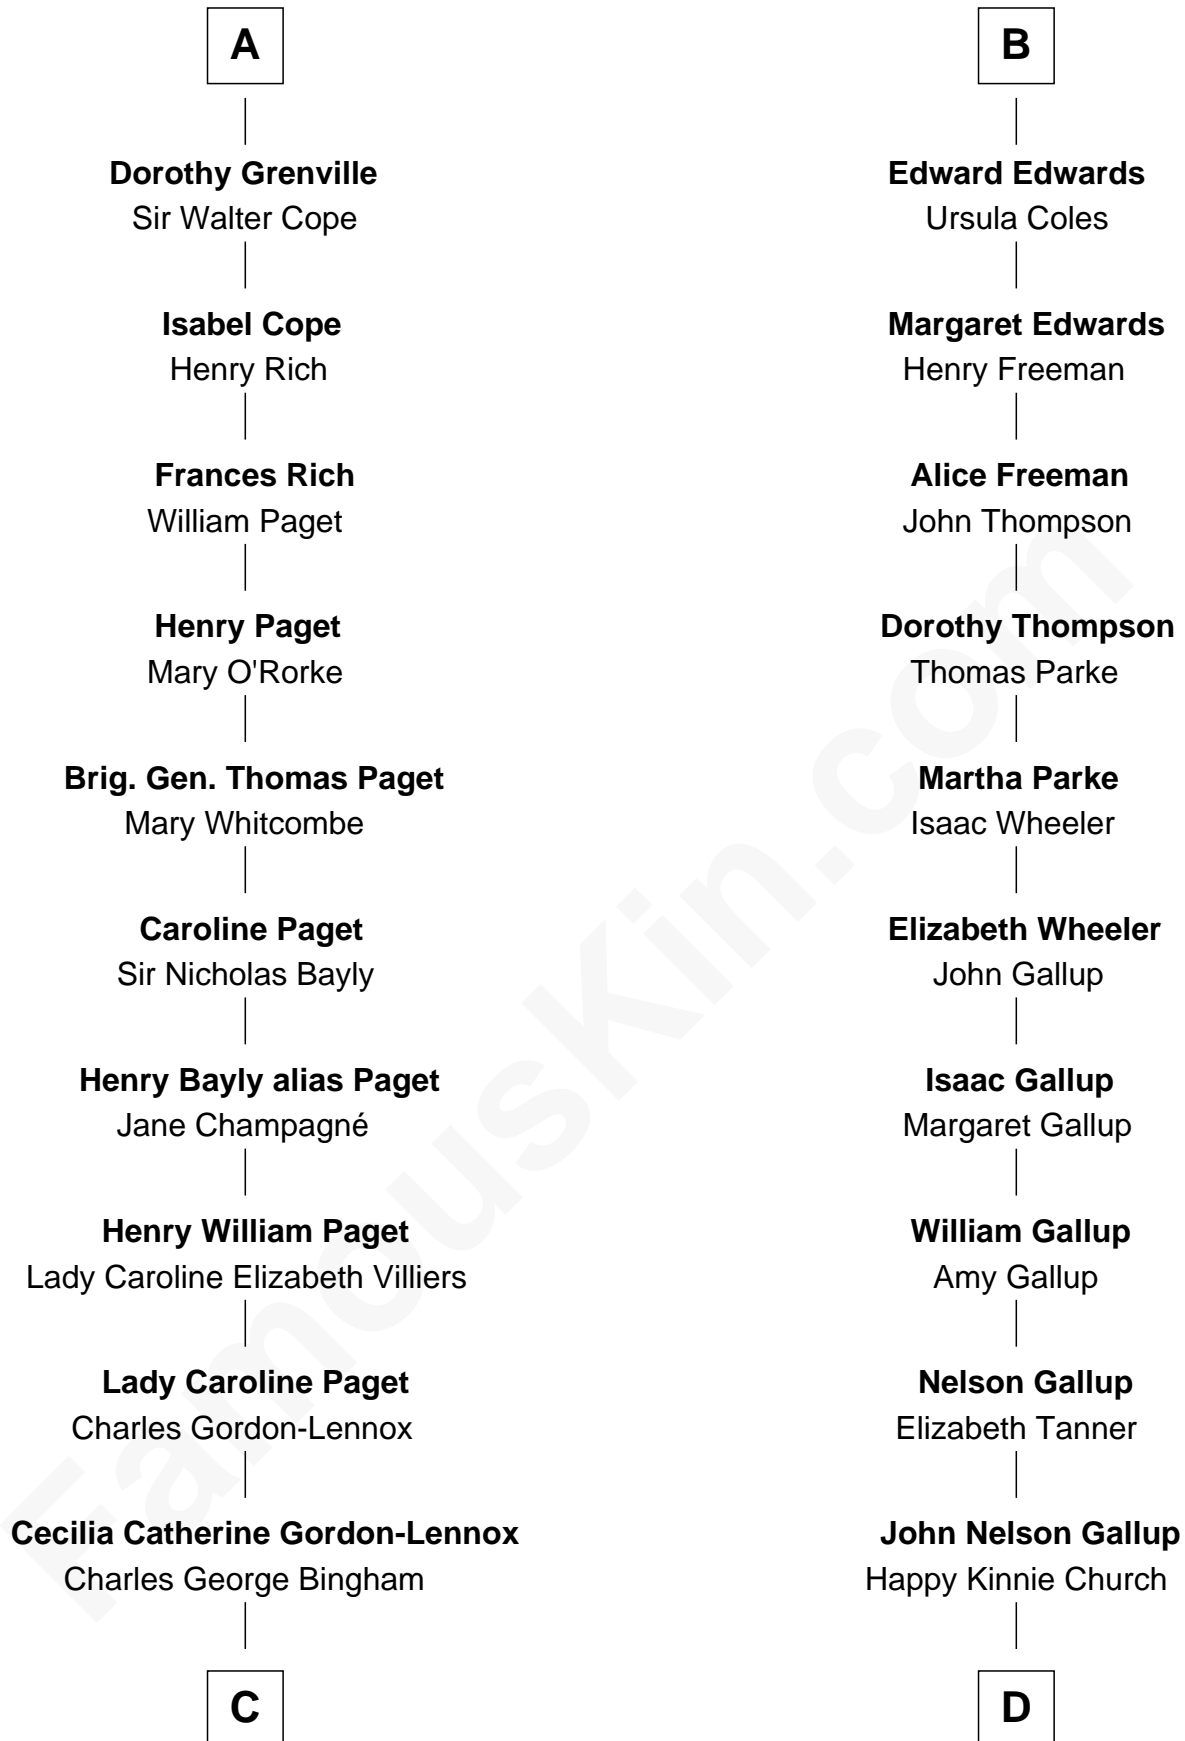 A
Dorothy Grenville
Sir Walter Cope
Isabel Cope
Henry Rich
Frances Rich
William Paget
Henry Paget
Mary O'Rorke
Brig. Gen. Thomas Paget
Mary Whitcombe
Caroline Paget
Sir Nicholas Bayly
Henry Bayly alias Paget
Jane Champagné
Henry William Paget
Lady Caroline Elizabeth Villiers
Lady Caroline Paget
Charles Gordon-Lennox
Cecilia Catherine Gordon-Lennox
Charles George Bingham
C
B
Edward Edwards
Ursula Coles
Margaret Edwards
Henry Freeman
Alice Freeman
John Thompson
Dorothy Thompson
Thomas Parke
Martha Parke
Isaac Wheeler
Elizabeth Wheeler
John Gallup
Isaac Gallup
Margaret Gallup
William Gallup
Amy Gallup
Nelson Gallup
Elizabeth Tanner
John Nelson Gallup
Happy Kinnie Church
D
FamousKin.com